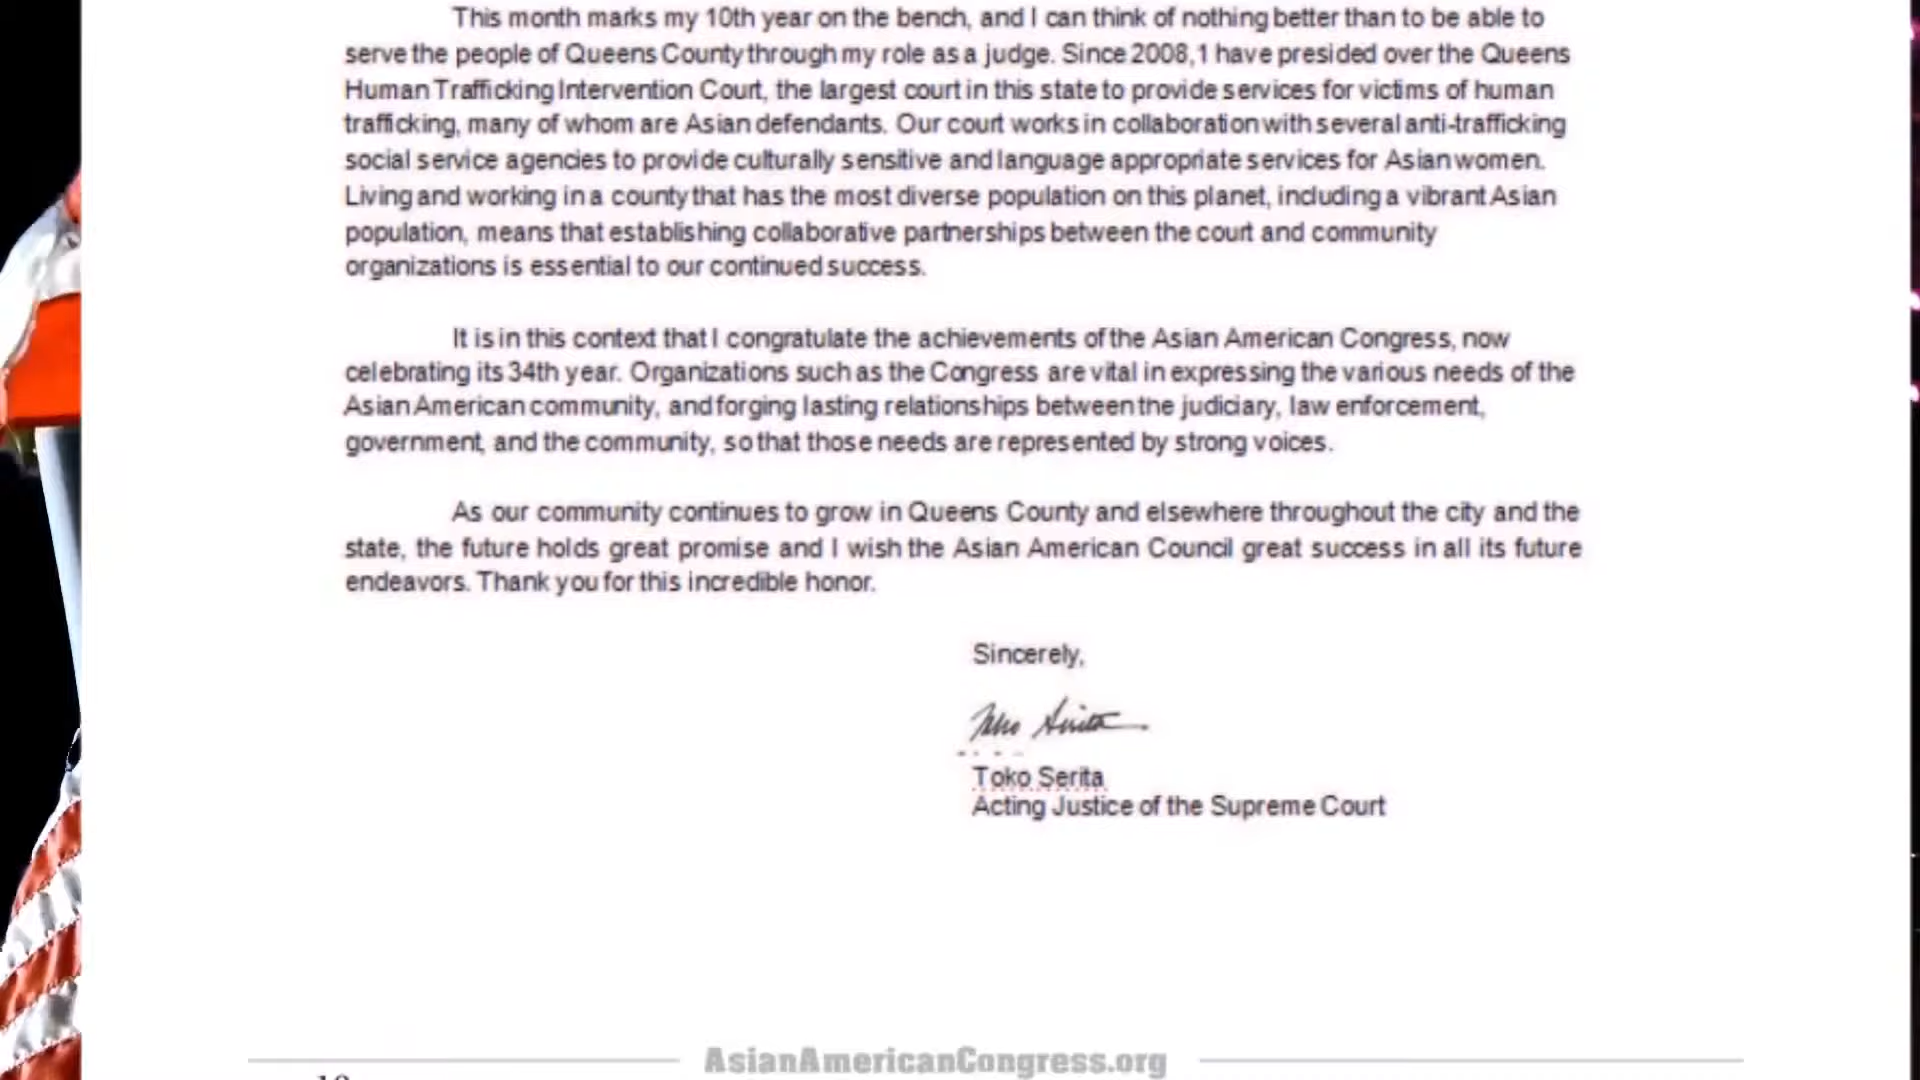 This month marks my 10th year on the bench, and I can think of nothing better than to be able to
serve the people of Queens County through my role as a judge. Since 2008,1 have presided over the Queens
Human Trafficking Intervention Court, the largest court in this state to provide services for victims of human
trafficking, many of whom are Asian defendants. Our court works in collaboration with several anti-trafficking
social service agencies to provide culturally sensitive and language appropriate services for Asian women.
Living and working in a county that has the most diverse population on this planet, including a vibrant Asian
population, means that establishing collaborative partnerships between the court and community
organizations is essential to our continued success.
It is in this context that I congratulate the achievements of the Asian American Congress, now
celebrating its 34th year. Organizations such as the Congress are vital in expressing the various needs of the
Asian American community, and forging lasting relationships between the judiciary, law enforcement,
government, and the community, so that those needs are represented by strong voices.
As our community continues to grow in Queens County and elsewhere throughout the city and the
state, the future holds great promise and I wish the Asian American Council great success in all its future
endeavors. Thank you for this incredible honor.
Sincerely,
Toko Serita
Toko Serita
Acting Justice of the Supreme Court
AsianAmericanCongress.org